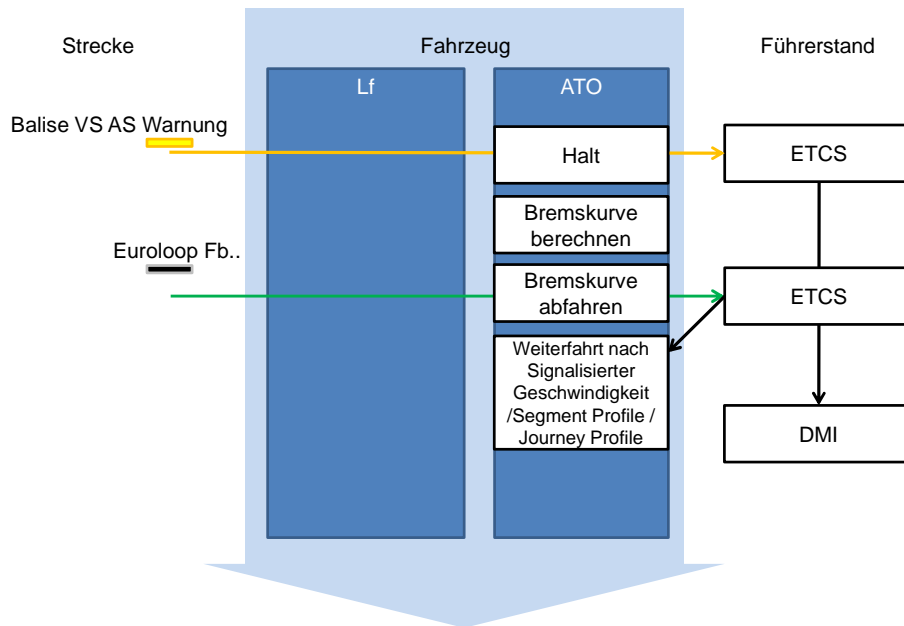 Strecke
Fahrzeug
Führerstand
Lf
ATO
Balise VS AS Warnung
Halt
ETCS
Bremskurve
berechnen
Euroloop Fb..
Bremskurve
abfahren
ETCS
Weiterfahrt nach
Signalisierter
Geschwindigkeit
/Segment Profile /
Journey Profile
DMI